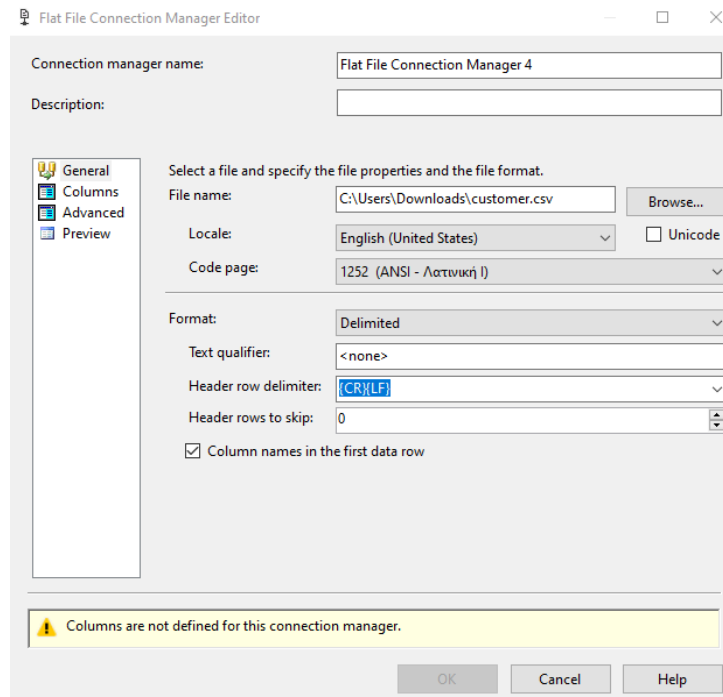 Flat File Connection Manager Editor
Connection manager name: Flat File Connection Manager 4
Description:
General
Columns
Advanced
Preview
Select a file and specify the file properties and the file format.
File name: C:\Users\Downloads\customer.csv Browse...
Locale: English (United States) Unicode
Code page: 1252 (ANSI - Λατινική I)
Format: Delimited
Text qualifier: <none>
Header row delimiter: {CR}{LF}
Header rows to skip: 0
Column names in the first data row
Columns are not defined for this connection manager.
OK Cancel Help